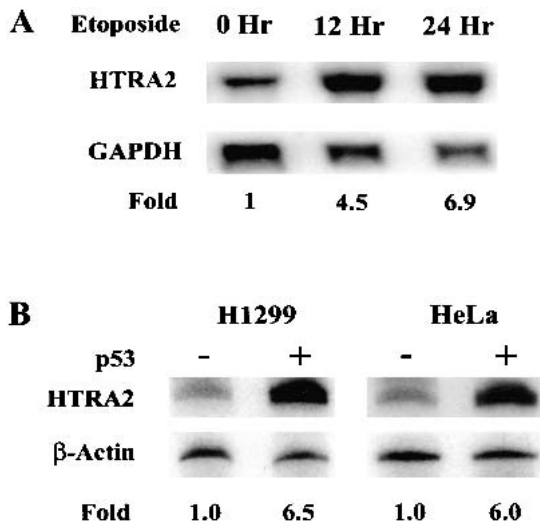 A Etoposide 0 Hr 12 Hr 24 Hr
HTRA2
GAPDH
Fold 1 4.5 6.9
B H1299 HeLa
p53 - + - +
HTRA2
β-Actin
Fold 1.0 6.5 1.0 6.0